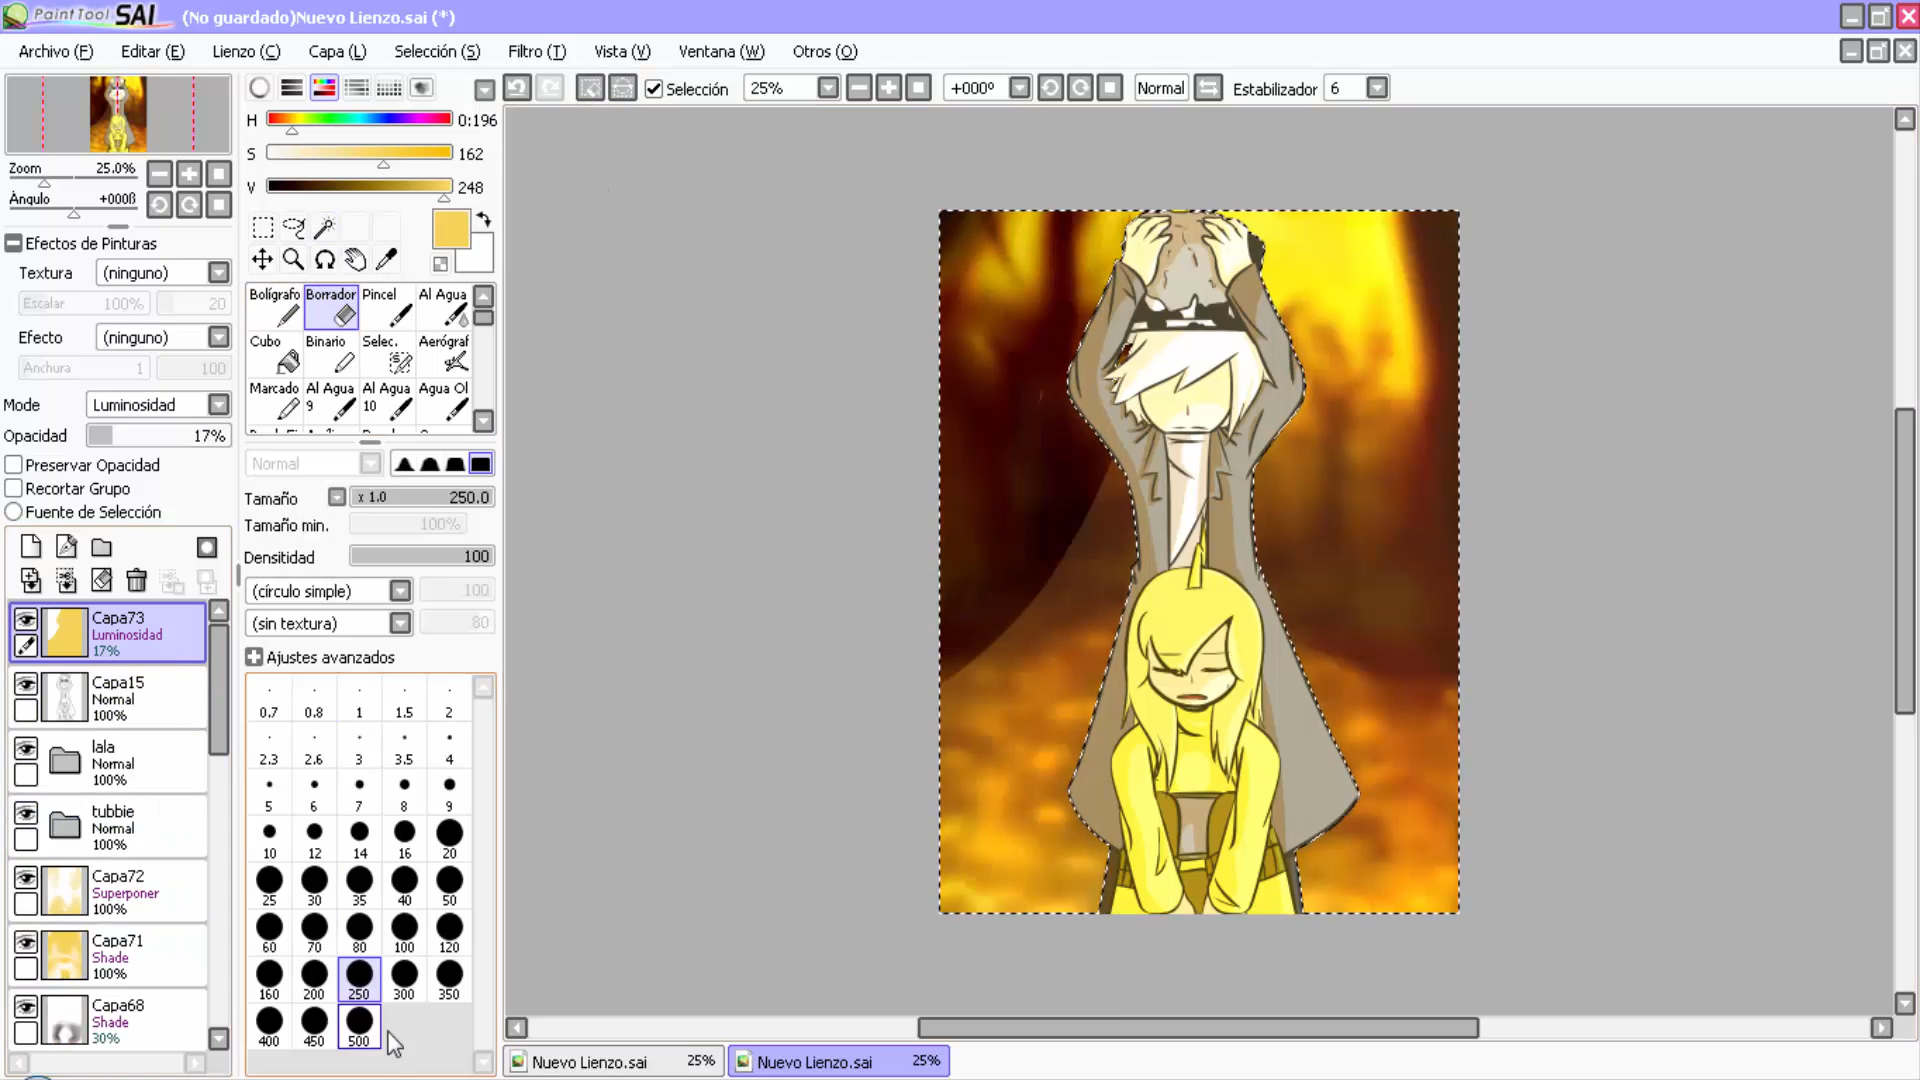 PaintTool SAI (No guardado)Nuevo Lienzo.sai (*)
Archivo (F) Editar (E) Lienzo (C) Capa (L) Selección (S) Filtro (T) Vista (V) Ventana (W) Otros (O)
Selección 25% +000º Normal Estabilizador 6
H 0:196
S 162
V 248
Zoom 25.0%
Ángulo +000ß
Efectos de Pinturas
Textura (ninguno)
Escalar 100% 20
Efecto (ninguno)
Anchura 1 100
Mode Luminosidad
Opacidad 17%
Preservar Opacidad
Recortar Grupo
Fuente de Selección
Capa73
Luminosidad
17%
Capa15
Normal
100%
lala
Normal
100%
tubbie
Normal
100%
Capa72
Superponer
100%
Capa71
Shade
100%
Capa68
Shade
30%
Bolígrafo Borrador Pincel Al Agua
Cubo Binario Selec. Aerógraf
Marcado Al Agua Al Agua Agua Ol
9 10
Normal
Tamaño x 1.0 250.0
Tamaño min. 100%
Densitidad 100
(círculo simple) 100
(sin textura) 80
Ajustes avanzados
0.7 0.8 1 1.5 2
2.3 2.6 3 3.5 4
5 6 7 8 9
10 12 14 16 20
25 30 35 40 50
60 70 80 100 120
160 200 250 300 350
400 450 500
Nuevo Lienzo.sai 25% Nuevo Lienzo.sai 25%